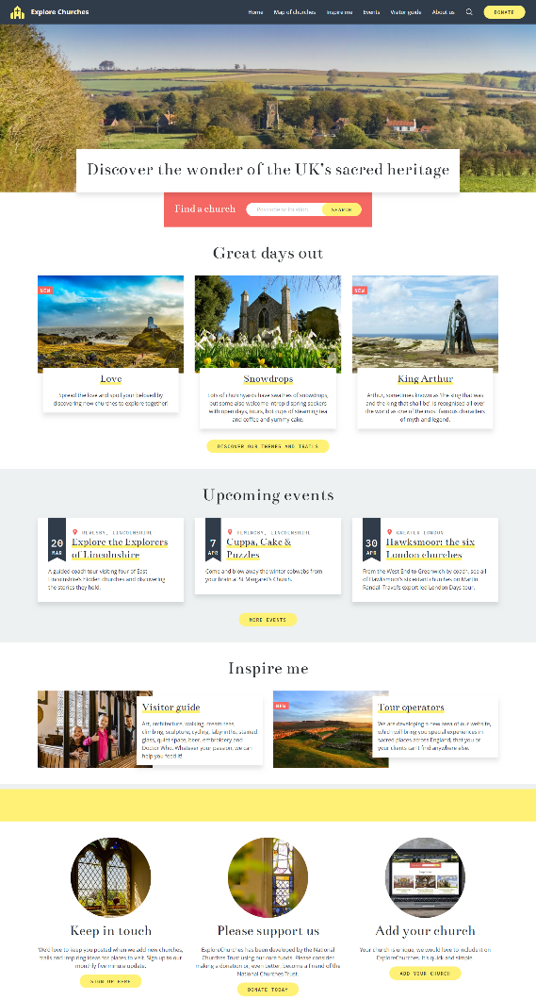 Explore Churches
Home Map of churches Inspire me Events Visitor guide About us DONATE
Discover the wonder of the UK's sacred heritage
Find a church Postcode or location SEARCH
Great days out
NEW
NEW
Love
Spread the love and spoil your beloved by
discovering new churches to explore together!
Snowdrops
Lots of churchyards have swathes of snowdrops,
but some also welcome intrepid spring seekers
with open days, tours, hot cups of steaming tea
and coffee and yummy cake.
King Arthur
Arthur, sometimes known as 'the king that was
and the king that shall be', is recognised all over
the world as one of the most famous characters
of myth and legend.
DISCOVER OUR THEMES AND TRAILS
Upcoming events
20
MAR
REVESBY, LINCOLNSHIRE
Explore the Explorers
of Lincolnshire
A guided coach tour visiting four of East
Lincolnshire's hidden churches and discovering
the stories they hold.
7
APR
HEMINGBY, LINCOLNSHIRE
Cuppa, Cake &
Puzzles
Come and blow away the winter cobwebs from
your brain at St Margaret's Church.
30
APR
GREATER LONDON
Hawksmoor: the six
London churches
From the West End to Greenwich by coach, see all
of Hawksmoor's six extant churches on Martin
Randall Travel's expert led London Days tour.
MORE EVENTS
Inspire me
Visitor guide
Art, architecture, walking, cream teas,
climbing, sculpture, cycling, labyrinths, stained
glass, quiet space, beer, embroidery and
Doctor Who. Whatever your passion, we can
help you feed it!
NEW
Tour operators
We are developing a new area of our website,
which will bring you special experiences in
sacred places across England, that you or
your clients can't find anywhere else.
Keep in touch
We'd love to keep you posted when we add new churches,
trails and inspiring ideas for places to visit. Sign up to our
monthly five minute update.
SIGN UP HERE
Please support us
ExploreChurches has been developed by the National
Churches Trust using our core funds. Please consider
making a donation or, even better, become a Friend of the
National Churches Trust.
DONATE TODAY
Add your church
Your church is unique, we would love to include it on
ExploreChurches. It's quick and simple.
ADD YOUR CHURCH